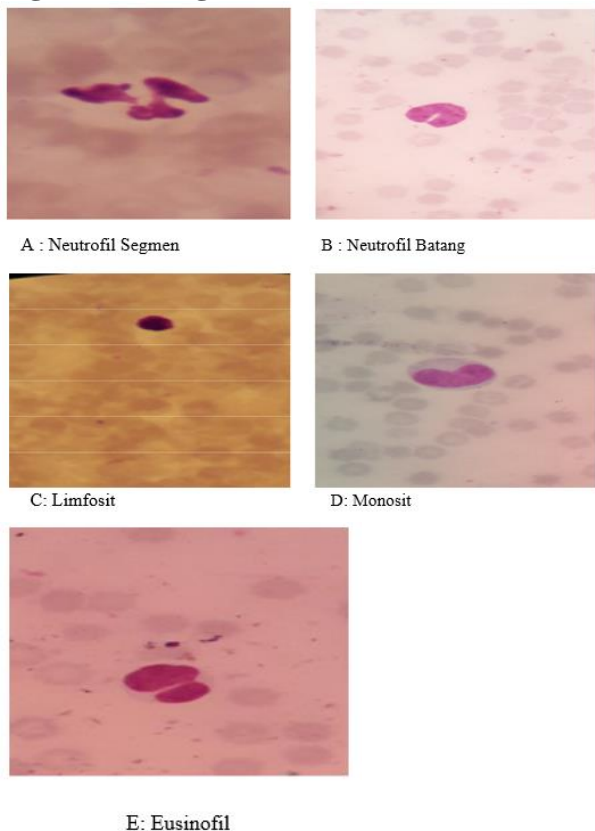 A : Neutrofil Segmen
B : Neutrofil Batang
C: Limfosit
D: Monosit
E: Eusinofil